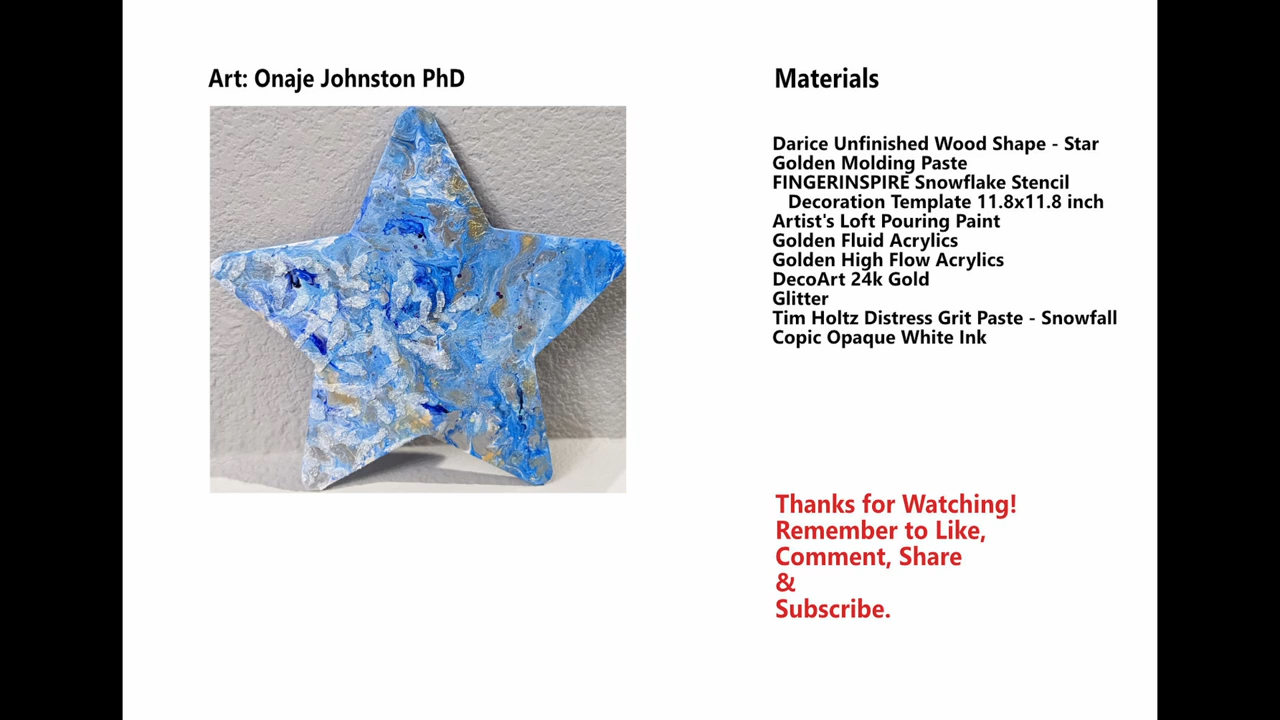 Art: Onaje Johnston PhD
Materials
Darice Unfinished Wood Shape - Star
Golden Molding Paste
FINGERINSPIRE Snowflake Stencil
Decoration Template 11.8x11.8 inch
Artist's Loft Pouring Paint
Golden Fluid Acrylics
Golden High Flow Acrylics
DecoArt 24k Gold
Glitter
Tim Holtz Distress Grit Paste - Snowfall
Copic Opaque White Ink
Thanks for Watching!
Remember to Like,
Comment, Share
&
Subscribe.